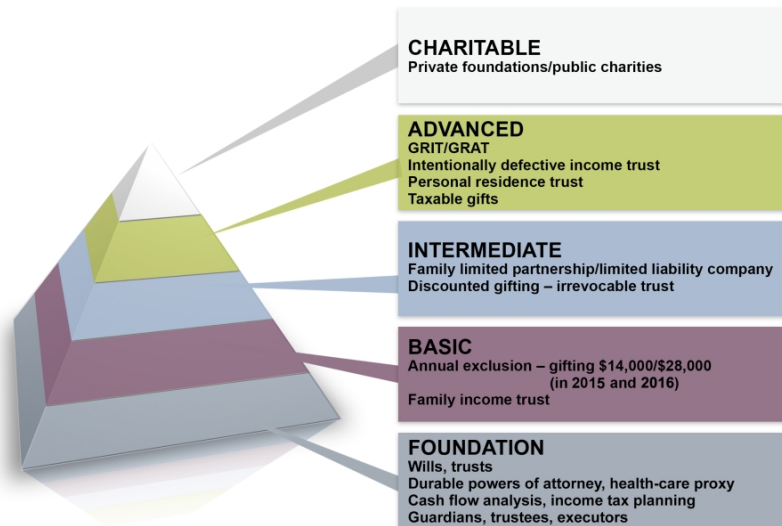 CHARITABLE
Private foundations/public charities
ADVANCED
GRIT/GRAT
Intentionally defective income trust
Personal residence trust
Taxable gifts
INTERMEDIATE
Family limited partnership/limited liability company
Discounted gifting – irrevocable trust
BASIC
Annual exclusion – gifting $14,000/$28,000
(in 2015 and 2016)
Family income trust
FOUNDATION
Wills, trusts
Durable powers of attorney, health-care proxy
Cash flow analysis, income tax planning
Guardians, trustees, executors